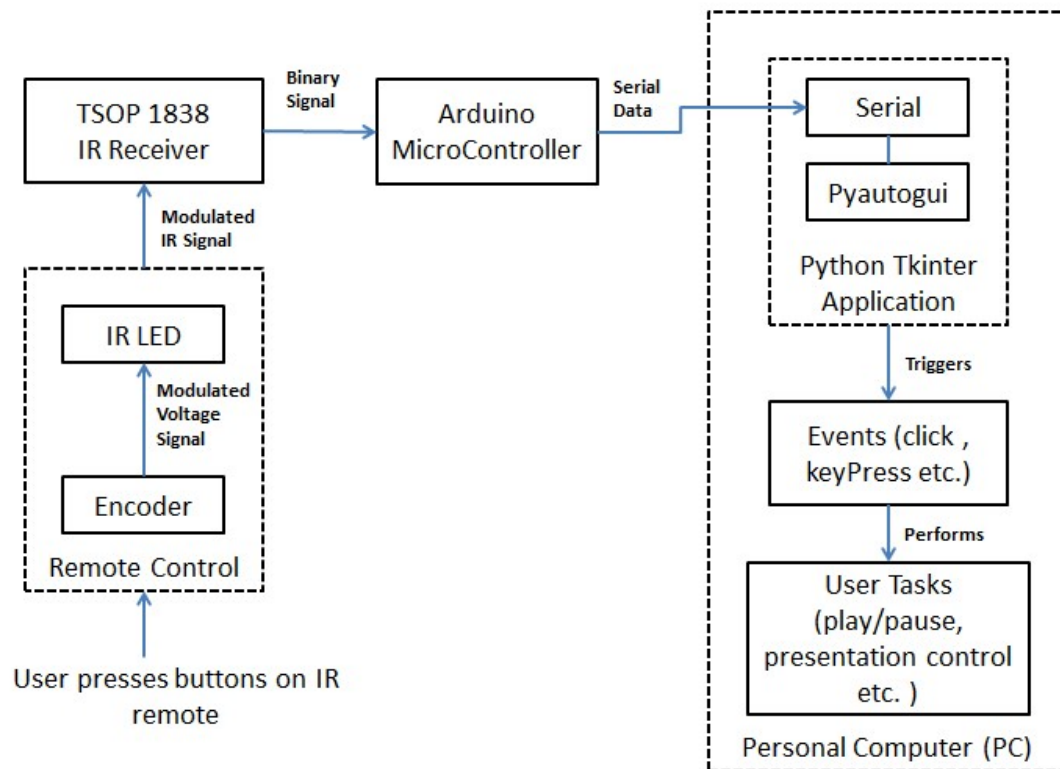 TSOP 1838
IR Receiver
Binary
Signal
Arduino
MicroController
Serial
Data
Serial
Pyautogui
Python Tkinter
Application
Modulated
IR Signal
IR LED
Modulated
Voltage
Signal
Encoder
Remote Control
User presses buttons on IR
remote
Triggers
Events (click ,
keyPress etc.)
Performs
User Tasks
(play/pause,
presentation control
etc. )
Personal Computer (PC)